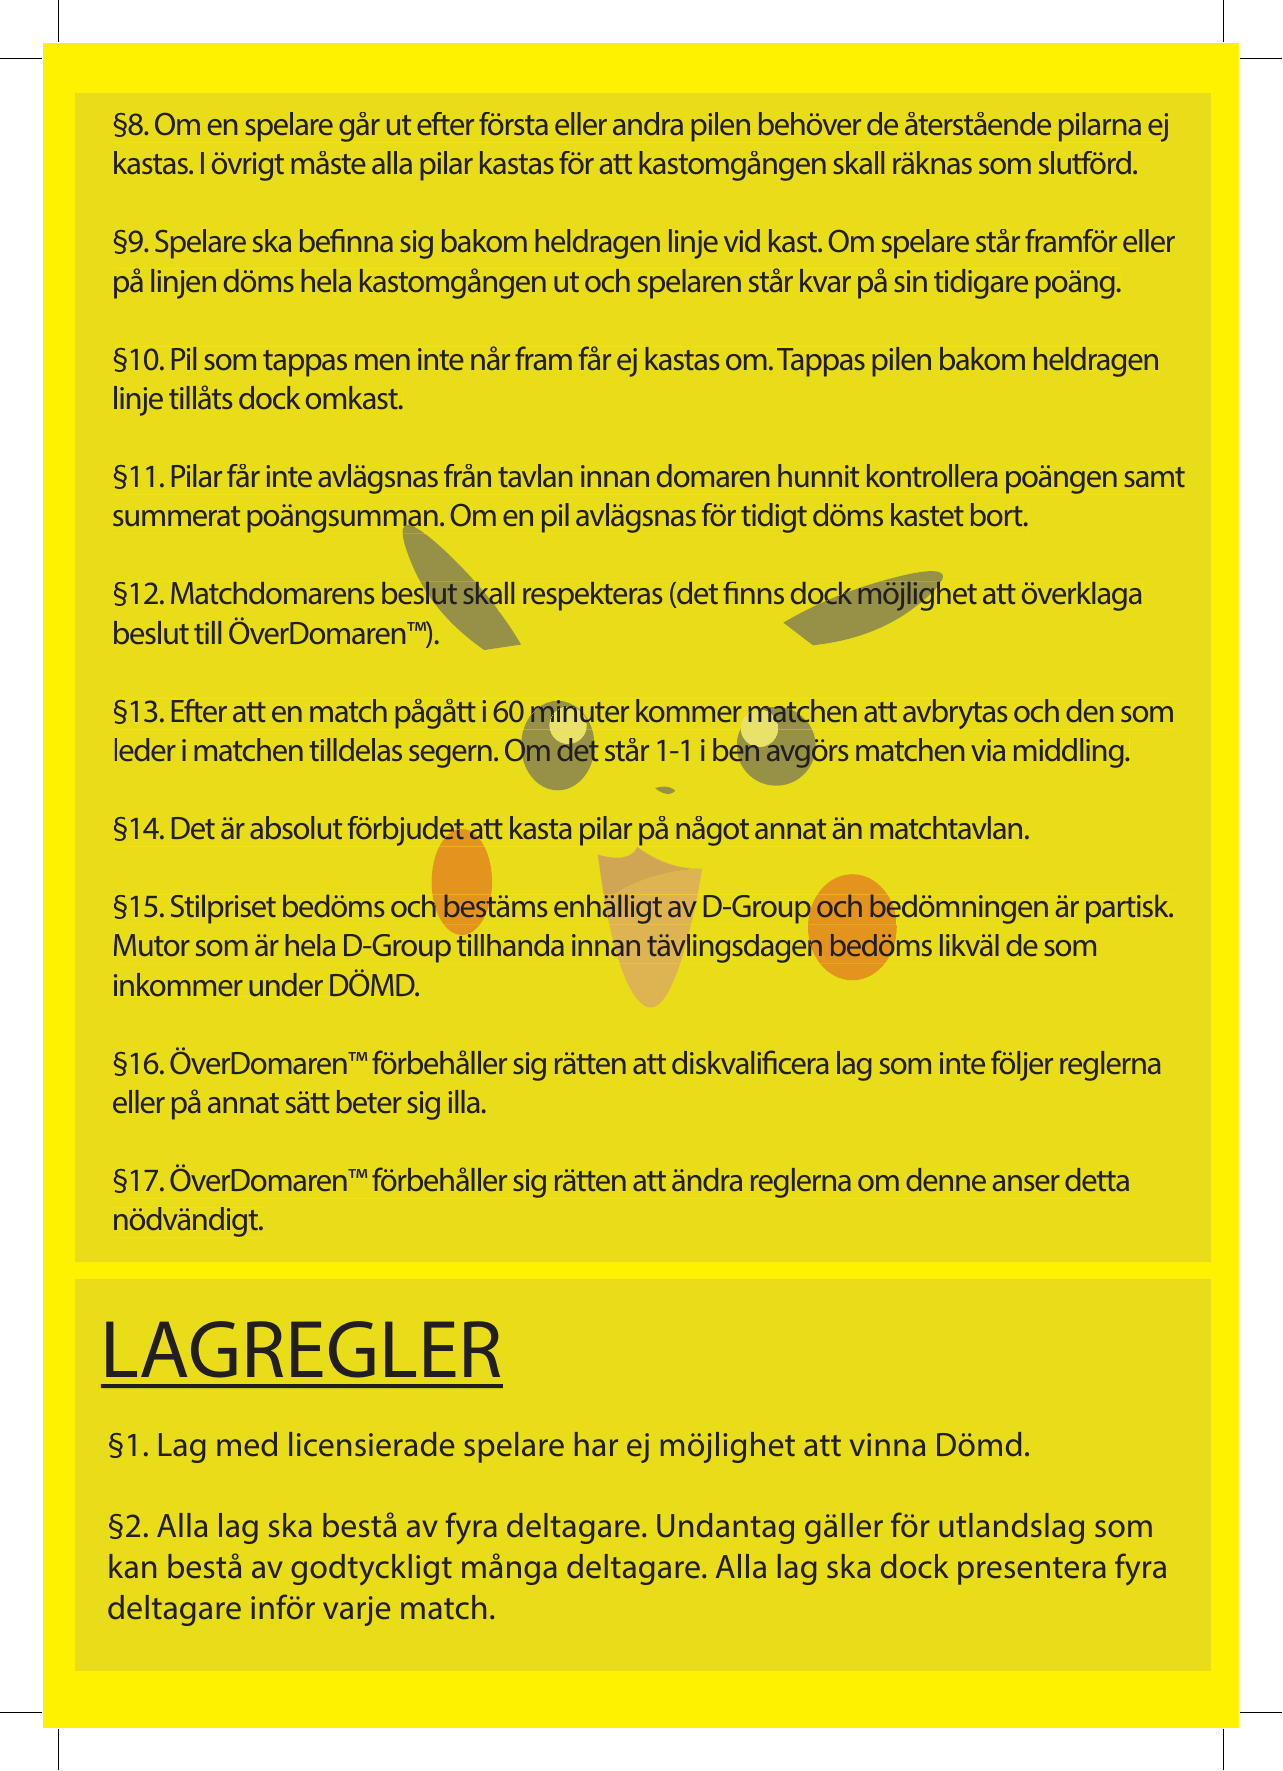 §8. Om en spelare går ut efter första eller andra pilen behöver de återstående pilarna ej
kastas. I övrigt måste alla pilar kastas för att kastomgången skall räknas som slutförd.
§9. Spelare ska befinna sig bakom heldragen linje vid kast. Om spelare står framför eller
på linjen döms hela kastomgången ut och spelaren står kvar på sin tidigare poäng.
§10. Pil som tappas men inte når fram får ej kastas om. Tappas pilen bakom heldragen
linje tillåts dock omkast.
§11. Pilar får inte avlägsnas från tavlan innan domaren hunnit kontrollera poängen samt
summerat poängsumman. Om en pil avlägsnas för tidigt döms kastet bort.
§12. Matchdomarens beslut skall respekteras (det finns dock möjlighet att överklaga
beslut till ÖverDomaren™).
§13. Efter att en match pågått i 60 minuter kommer matchen att avbrytas och den som
leder i matchen tilldelas segern. Om det står 1-1 i ben avgörs matchen via middling.
§14. Det är absolut förbjudet att kasta pilar på något annat än matchtavlan.
§15. Stilpriset bedöms och bestäms enhälligt av D-Group och bedömningen är partisk.
Mutor som är hela D-Group tillhanda innan tävlingsdagen bedöms likväl de som
inkommer under DÖMD.
§16. ÖverDomaren™ förbehåller sig rätten att diskvalificera lag som inte följer reglerna
eller på annat sätt beter sig illa.
§17. ÖverDomaren™ förbehåller sig rätten att ändra reglerna om denne anser detta
nödvändigt.
LAGREGLER
§1. Lag med licensierade spelare har ej möjlighet att vinna Dömd.
§2. Alla lag ska bestå av fyra deltagare. Undantag gäller för utlandslag som
kan bestå av godtyckligt många deltagare. Alla lag ska dock presentera fyra
deltagare inför varje match.